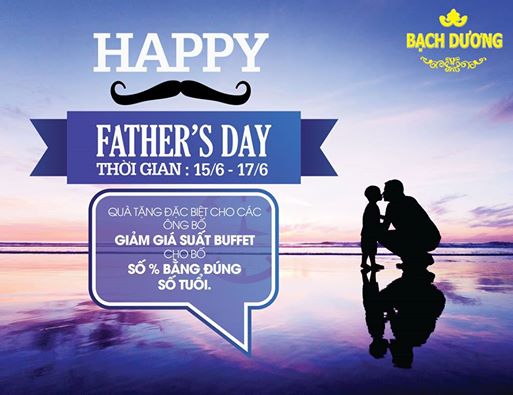 HAPPY
BẠCH DƯƠNG
FATHER'S DAY
THỜI GIAN : 15/6 - 17/6
QUÀ TẶNG ĐẶC BIỆT CHO CÁC
ÔNG BỐ
GIẢM GIÁ SUẤT BUFFET
CHO BỐ
SỐ % BẰNG ĐÚNG
SỐ TUỔI.